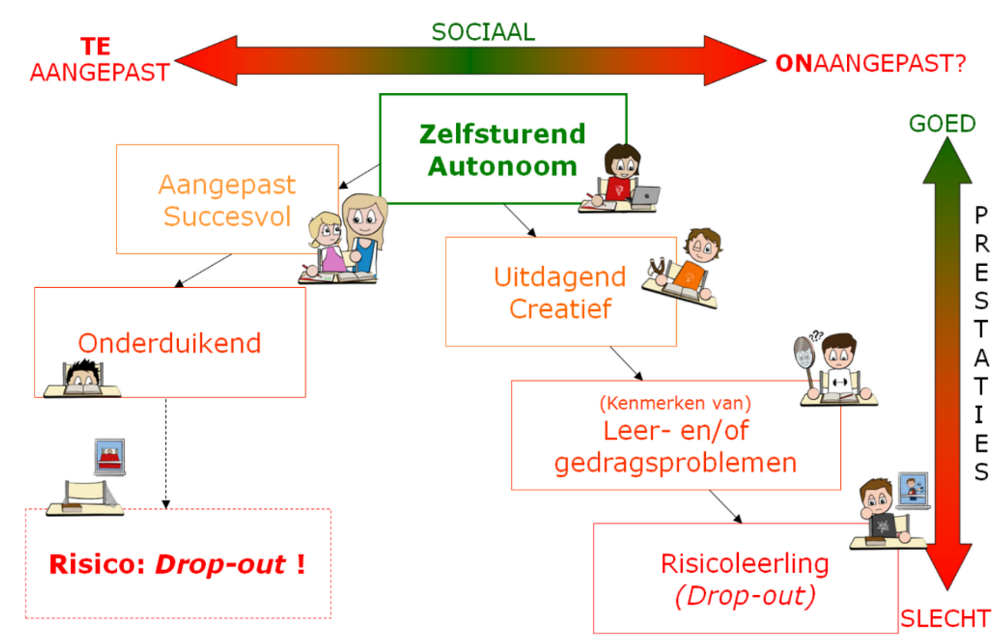 SOCIAAL
TE
AANGEPAST
ONAANGEPAST?
GOED
Zelfsturend
Autonoom
Aangepast
Succesvol
Uitdagend
Creatief
Onderduikend
???
(Kenmerken van)
Leer- en/of
gedragsproblemen
PRESTATIES
Risico: Drop-out !
Risicoleerling
(Drop-out)
SLECHT